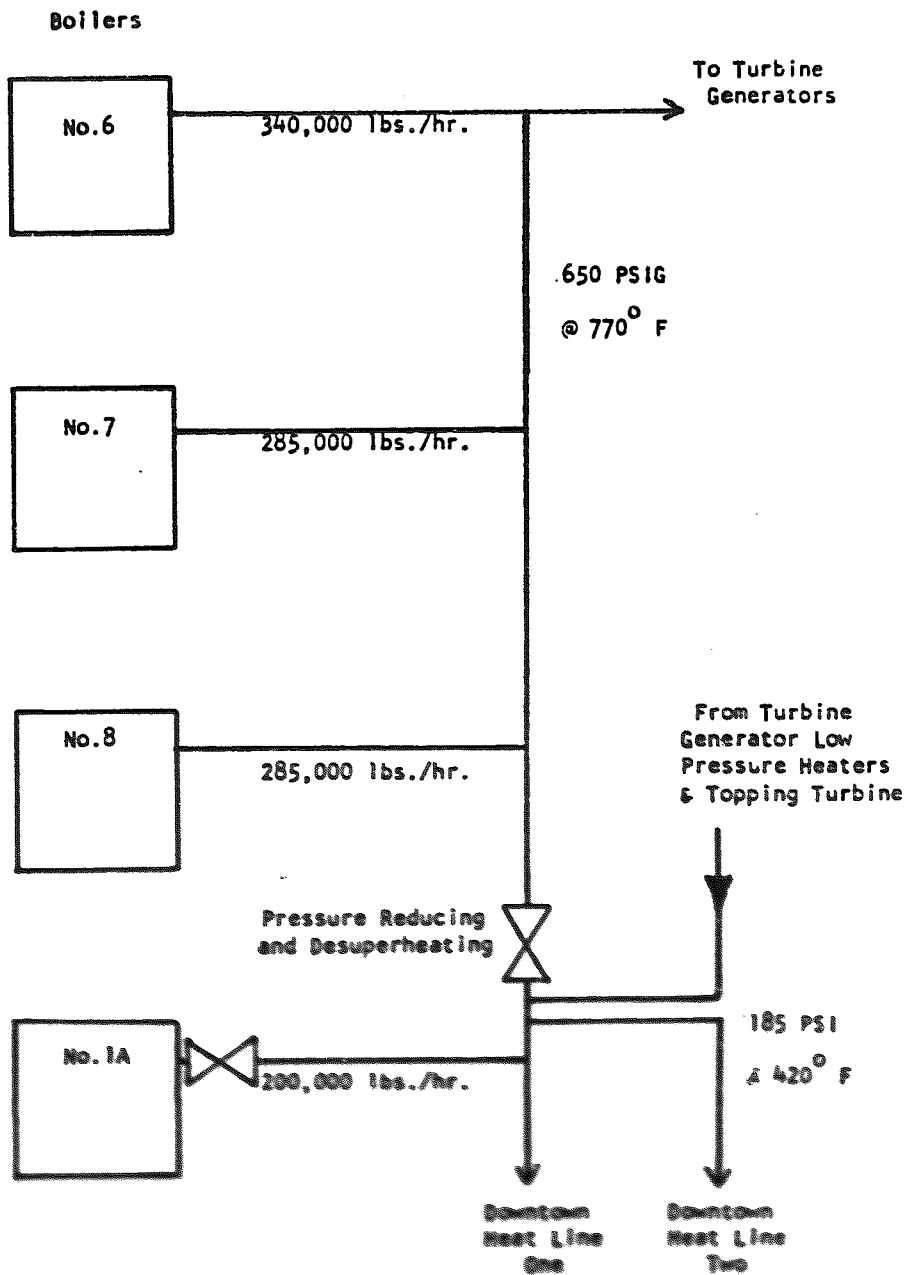 Boilers
To Turbine
Generators
No.6
340,000 lbs./hr.
.650 PSIG
@ 770° F
No.7
285,000 lbs./hr.
No.8
285,000 lbs./hr.
From Turbine
Generator Low
Pressure Heaters
& Topping Turbine
Pressure Reducing
and Desuperheating
No.1A
200,000 lbs./hr.
185 PSI
& 420° F
Downtown
Heat Line
One
Downtown
Heat Line
Two